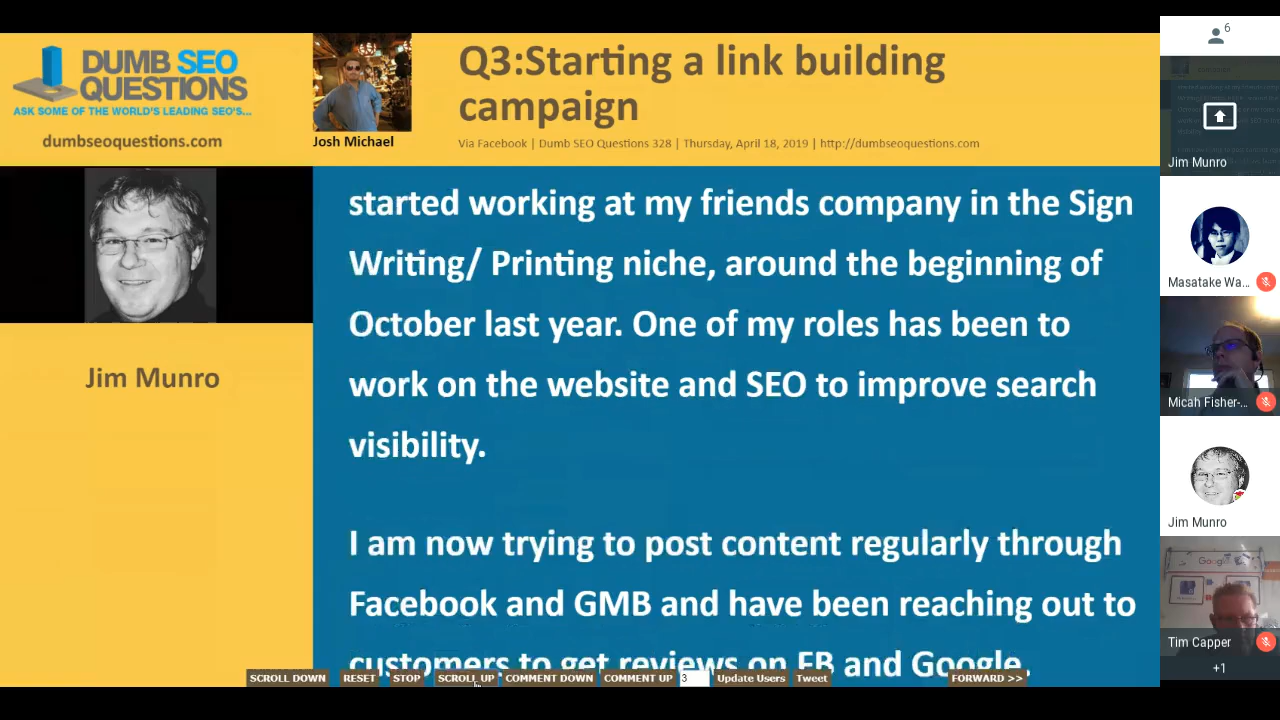 DUMB SEO
QUESTIONS
ASK SOME OF THE WORLD'S LEADING SEO'S...
dumbseoquestions.com
Josh Michael
Q3:Starting a link building
campaign
Via Facebook | Dumb SEO Questions 328 | Thursday, April 18, 2019 | http://dumbseoquestions.com
Jim Munro
started working at my friends company in the Sign
Writing/ Printing niche, around the beginning of
October last year. One of my roles has been to
work on the website and SEO to improve search
visibility.
I am now trying to post content regularly through
Facebook and GMB and have been reaching out to
customers to get reviews on FB and Google.
SCROLL DOWN RESET STOP SCROLL UP COMMENT DOWN COMMENT UP 3 Update Users Tweet FORWARD >>
6
Jim Munro
Masatake Wa...
Micah Fisher-...
Jim Munro
Google
Tim Capper
+1